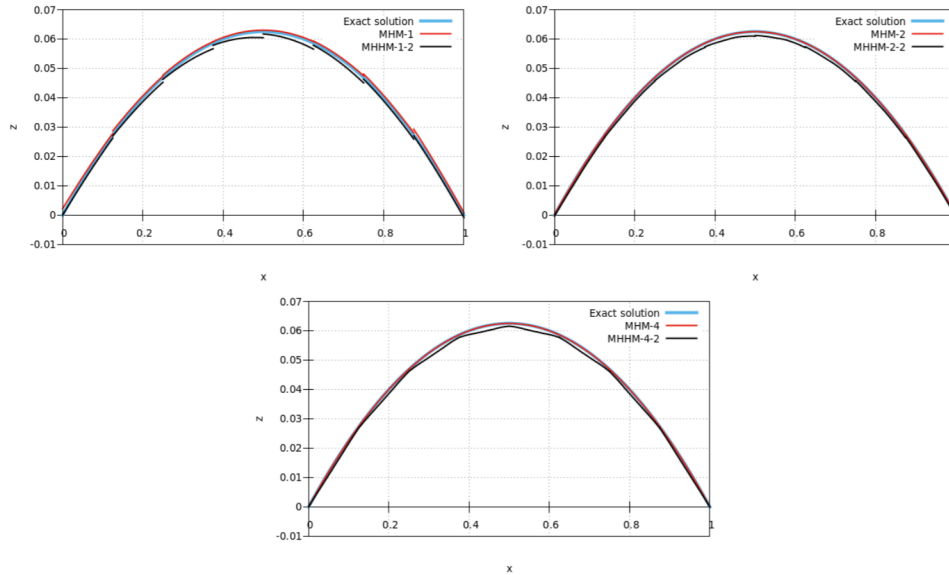 0.07
0.06
0.05
0.04
0.03
0.02
0.01
0
-0.01
z
0 0.2 0.4 0.6 0.8 1
x
Exact solution
MHM-1
MHHM-1-2
0.07
0.06
0.05
0.04
0.03
0.02
0.01
0
-0.01
z
0 0.2 0.4 0.6 0.8
x
Exact solution
MHM-2
MHHM-2-2
0.07
0.06
0.05
0.04
0.03
0.02
0.01
0
-0.01
z
0 0.2 0.4 0.6 0.8 1
x
Exact solution
MHM-4
MHHM-4-2